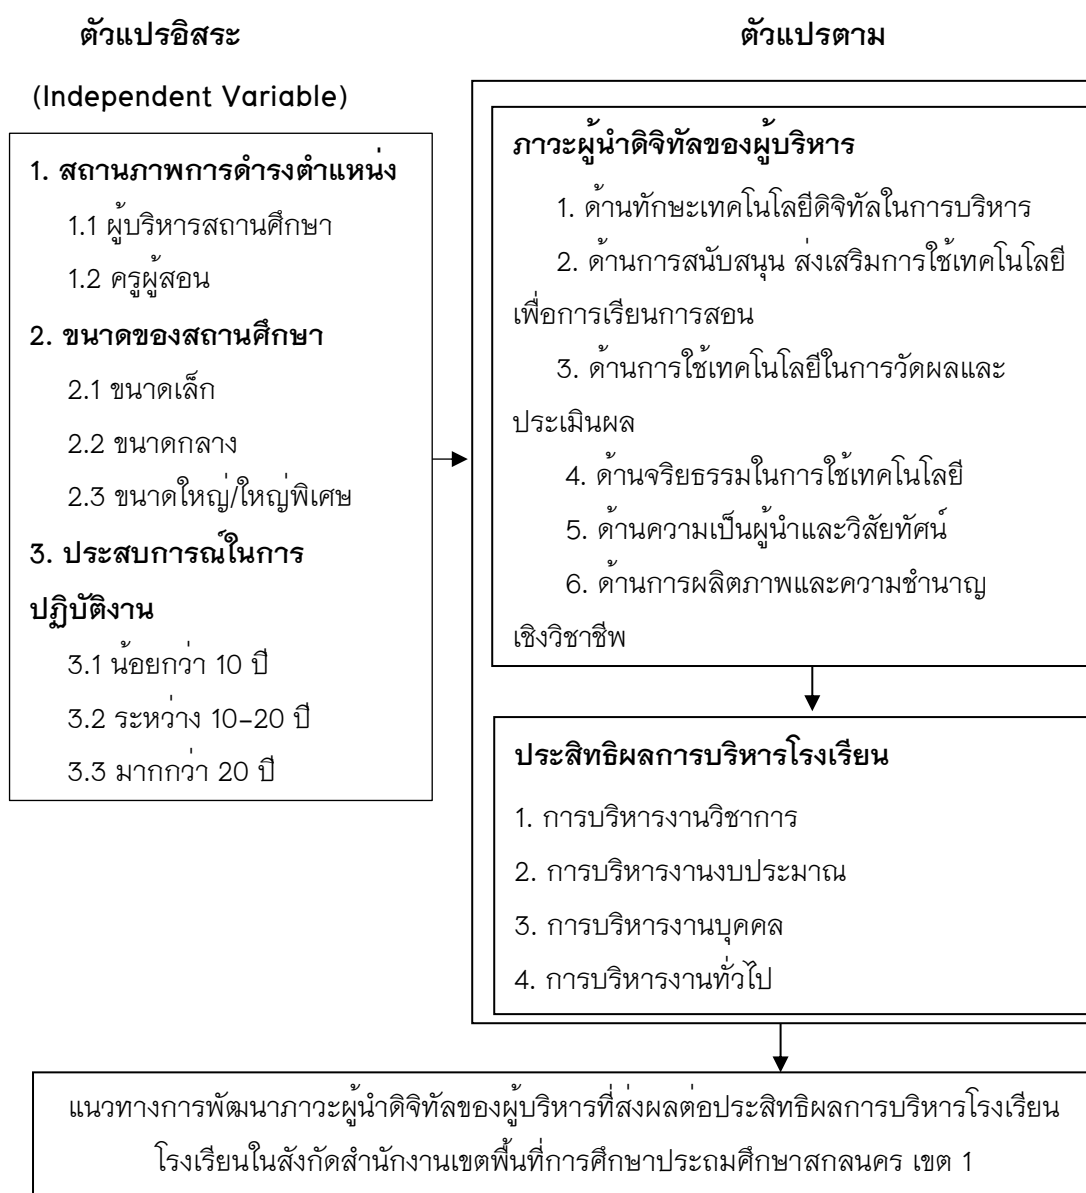 ตัวแปรอิสระ
(Independent Variable)
1. สถานภาพการดำรงตำแหน่ง
1.1 ผู้บริหารสถานศึกษา
1.2 ครูผู้สอน
2. ขนาดของสถานศึกษา
2.1 ขนาดเล็ก
2.2 ขนาดกลาง
2.3 ขนาดใหญ่/ใหญ่พิเศษ
3. ประสบการณ์ในการ
ปฏิบัติงาน
3.1 น้อยกว่า 10 ปี
3.2 ระหว่าง 10-20 ปี
3.3 มากกว่า 20 ปี
ตัวแปรตาม
ภาวะผู้นำดิจิทัลของผู้บริหาร
1. ด้านทักษะเทคโนโลยีดิจิทัลในการบริหาร
2. ด้านการสนับสนุน ส่งเสริมการใช้เทคโนโลยี
เพื่อการเรียนการสอน
3. ด้านการใช้เทคโนโลยีในการวัดผลและ
ประเมินผล
4. ด้านจริยธรรมในการใช้เทคโนโลยี
5. ด้านความเป็นผู้นำและวิสัยทัศน์
6. ด้านการผลิตภาพและความชำนาญ
เชิงวิชาชีพ
ประสิทธิผลการบริหารโรงเรียน
1. การบริหารงานวิชาการ
2. การบริหารงานงบประมาณ
3. การบริหารงานบุคคล
4. การบริหารงานทั่วไป
แนวทางการพัฒนาภาวะผู้นำดิจิทัลของผู้บริหารที่ส่งผลต่อประสิทธิผลการบริหารโรงเรียน
โรงเรียนในสังกัดสำนักงานเขตพื้นที่การศึกษาประถมศึกษาสกลนคร เขต 1